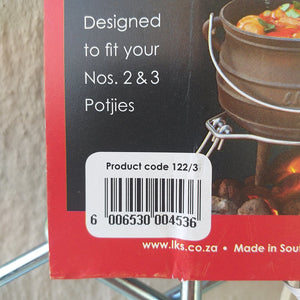 Designed
to fit your
Nos. 2 & 3
Potjies
Product code 122/3
6 006530 004536
www.lks.co.za • Made in Sout